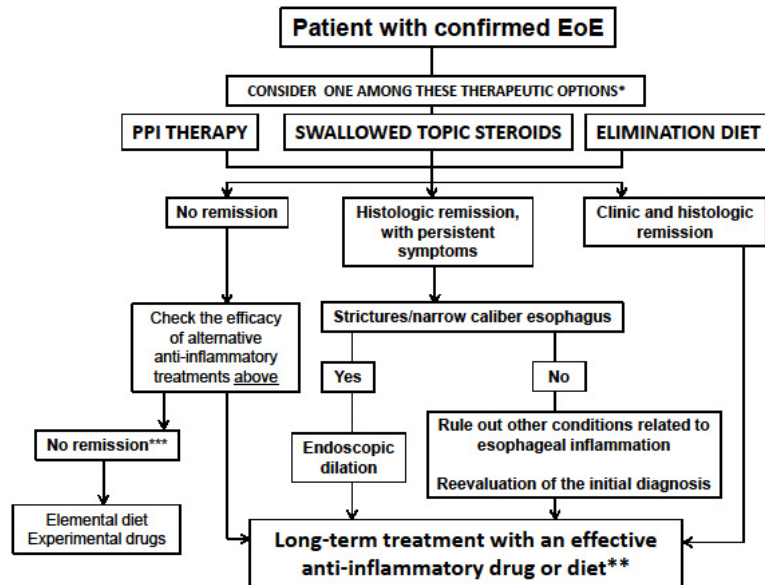 Patient with confirmed EoE
CONSIDER ONE AMONG THESE THERAPEUTIC OPTIONS*
PPI THERAPY
SWALLOWED TOPIC STEROIDS
ELIMINATION DIET
No remission
Histologic remission,
with persistent
symptoms
Clinic and histologic
remission
Check the efficacy
of alternative
anti-inflammatory
treatments above
Strictures/narrow caliber esophagus
Yes
No
No remission***
Endoscopic
dilation
Rule out other conditions related to
esophageal inflammation
Reevaluation of the initial diagnosis
Elemental diet
Experimental drugs
Long-term treatment with an effective
anti-inflammatory drug or diet**